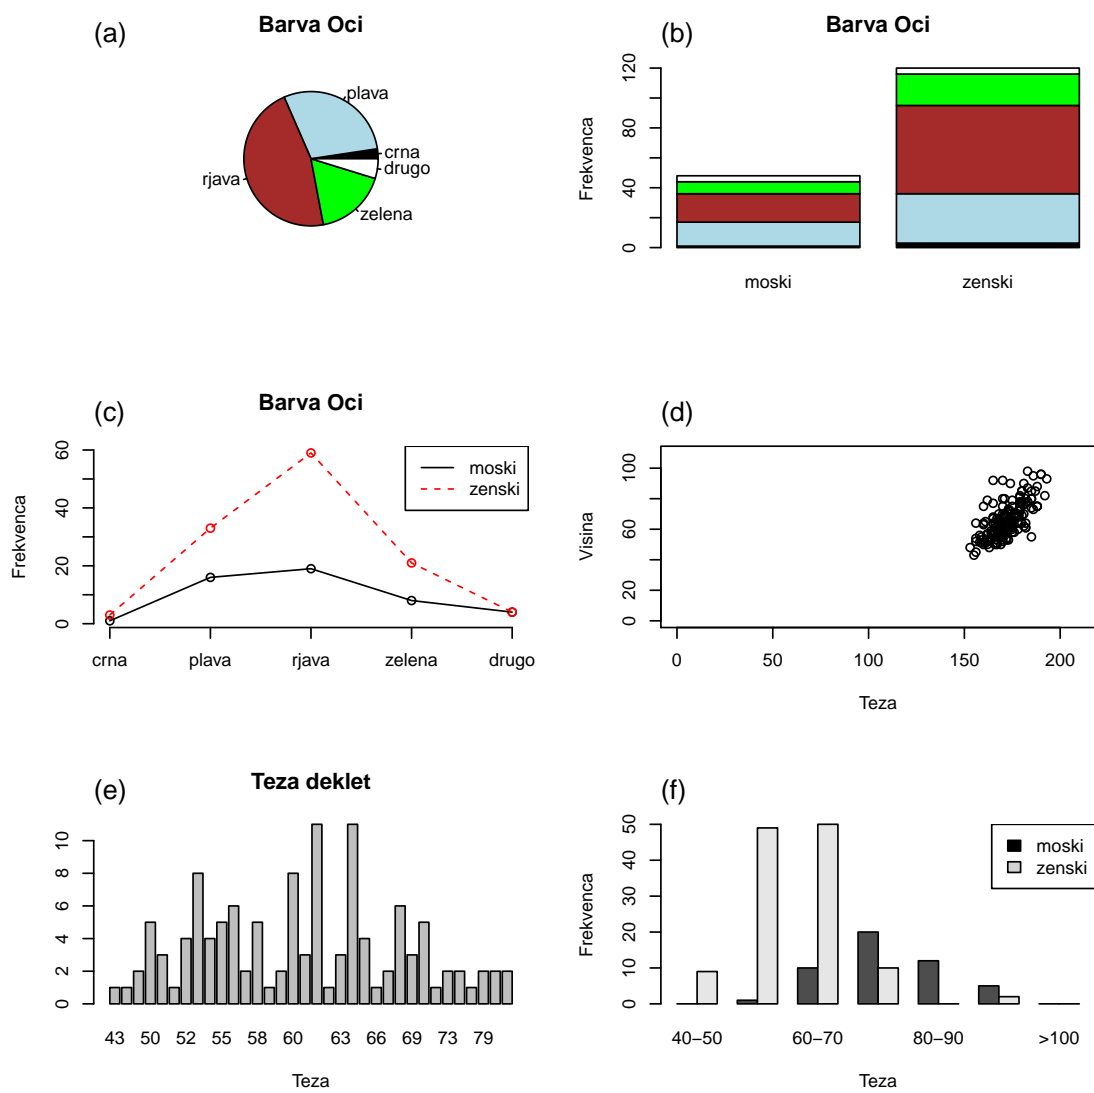 (a)
Barva Oci
plava
crna
drugo
rjava
zelena
(b)
Barva Oci
Frekvenca
0 40 80 120
moski zenski
(c)
Barva Oci
Frekvenca
0 20 40 60
moski
zenski
crna plava rjava zelena drugo
(d)
Visina
0 20 60 100
0 50 100 150 200
Teza
(e)
Teza deklet
0 2 4 6 8 10
43 50 52 55 58 60 63 66 69 73 79
Teza
(f)
Frekvenca
0 10 20 30 40 50
moski
zenski
40−50 60−70 80−90 >100
Teza